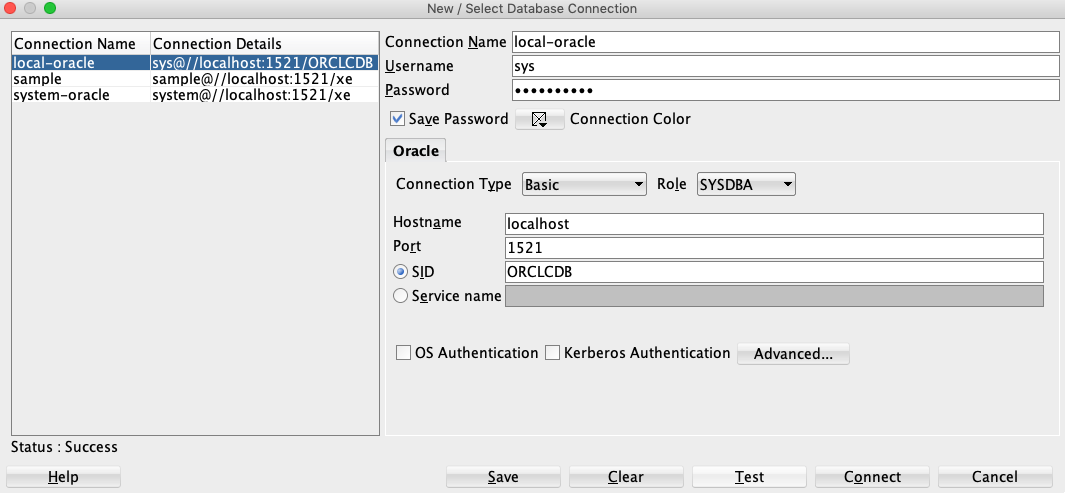 New / Select Database Connection
Connection Name Connection Details
local-oracle sys@//localhost:1521/ORCLCDB
sample sample@//localhost:1521/xe
system-oracle system@//localhost:1521/xe
Connection Name local-oracle
Username sys
Password ••••••••••
Save Password Connection Color
Oracle
Connection Type Basic Role SYSDBA
Hostname localhost
Port 1521
SID ORCLCDB
Service name
OS Authentication Kerberos Authentication Advanced...
Status : Success
Help Save Clear Test Connect Cancel